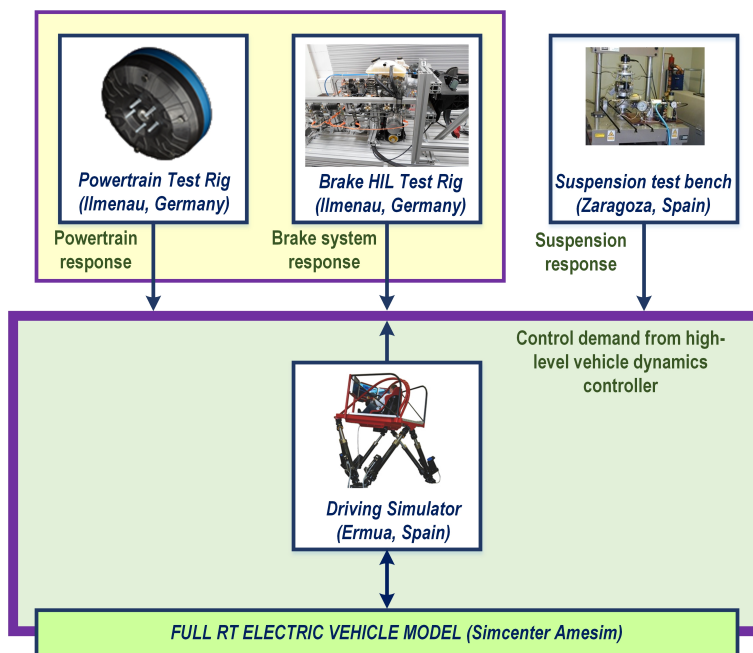 Powertrain Test Rig
(Ilmenau, Germany)
Brake HIL Test Rig
(Ilmenau, Germany)
Suspension test bench
(Zaragoza, Spain)
Powertrain
response
Brake system
response
Suspension
response
Control demand from high-
level vehicle dynamics
controller
Driving Simulator
(Ermua, Spain)
FULL RT ELECTRIC VEHICLE MODEL (Simcenter Amesim)